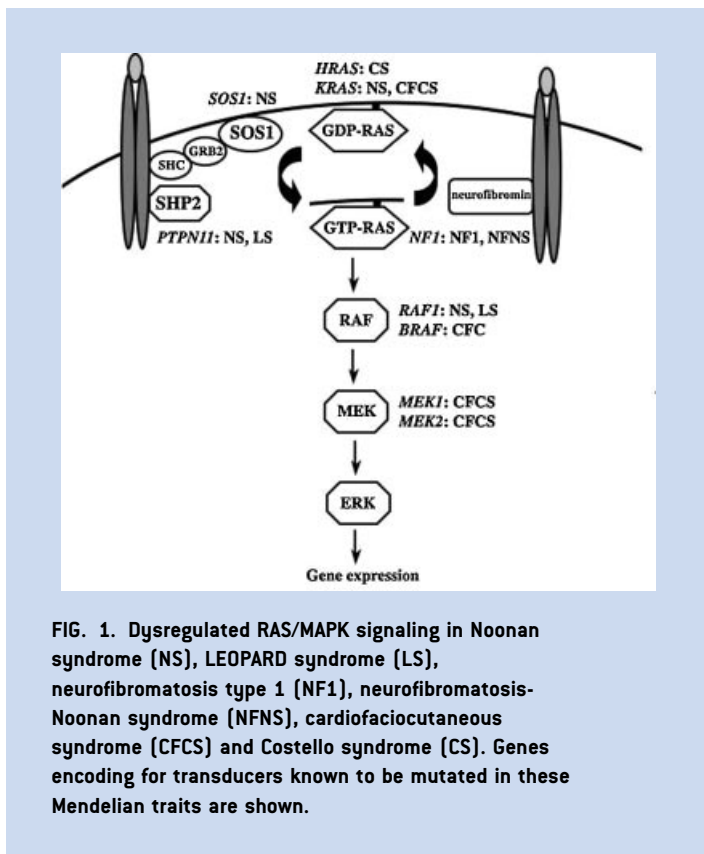 HRAS: CS
KRAS: NS, CFCS
SOS1: NS
SOS1
GDP-RAS
GRB2
SHC
SHP2
neurofibromin
GTP-RAS
PTPN11: NS, LS
NF1: NF1, NFNS
RAF
RAF1: NS, LS
BRAF: CFC
MEK
MEK1: CFCS
MEK2: CFCS
ERK
Gene expression
FIG. 1. Dysregulated RAS/MAPK signaling in Noonan
syndrome (NS), LEOPARD syndrome (LS),
neurofibromatosis type 1 (NF1), neurofibromatosis-
Noonan syndrome (NFNS), cardiofaciocutaneous
syndrome (CFCS) and Costello syndrome (CS). Genes
encoding for transducers known to be mutated in these
Mendelian traits are shown.